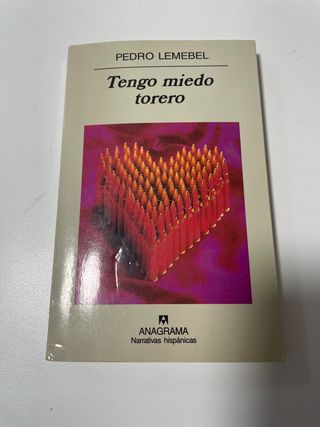 PEDRO LEMEBEL
Tengo miedo
torero
ANAGRAMA
Narrativas hispánicas